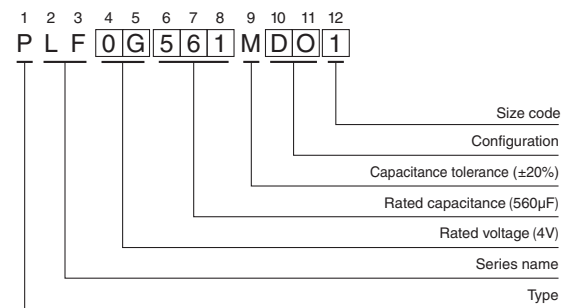 1 2 3 4 5 6 7 8 9 10 11 12
P L F 0 G 5 6 1 M D O 1
Size code
Configuration
Capacitance tolerance (±20%)
Rated capacitance (560µF)
Rated voltage (4V)
Series name
Type